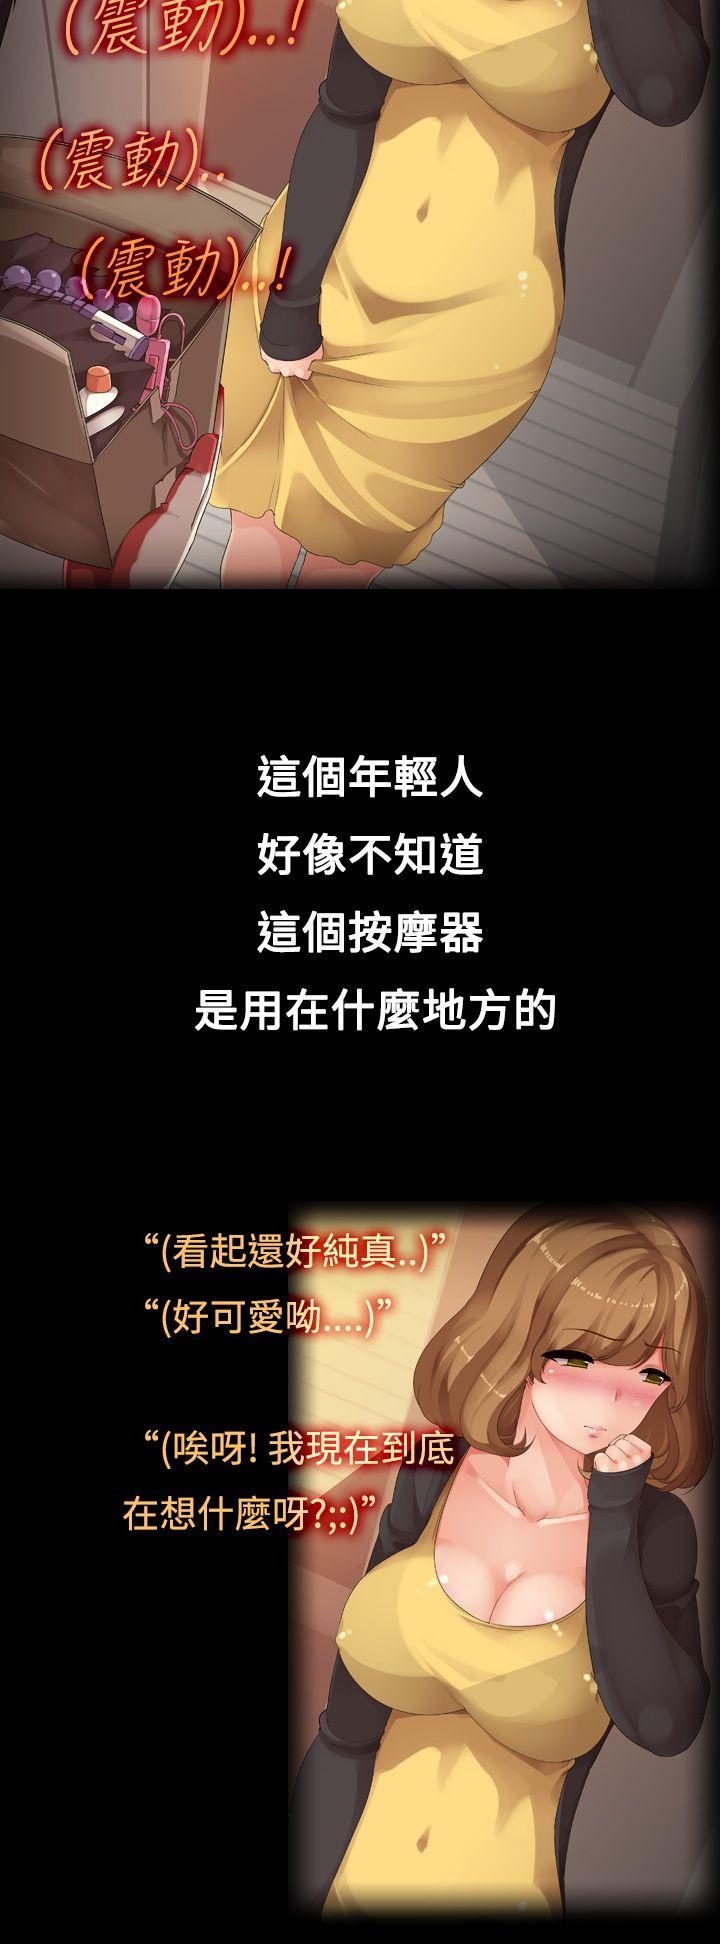 (震動)..!
(震動)..
(震動)..!
這個年輕人
好像不知道
這個按摩器
是用在什麼地方的
“(看起還好純真..)”
“(好可愛呦....)”
“(唉呀! 我現在到底
在想什麼呀?;:)”